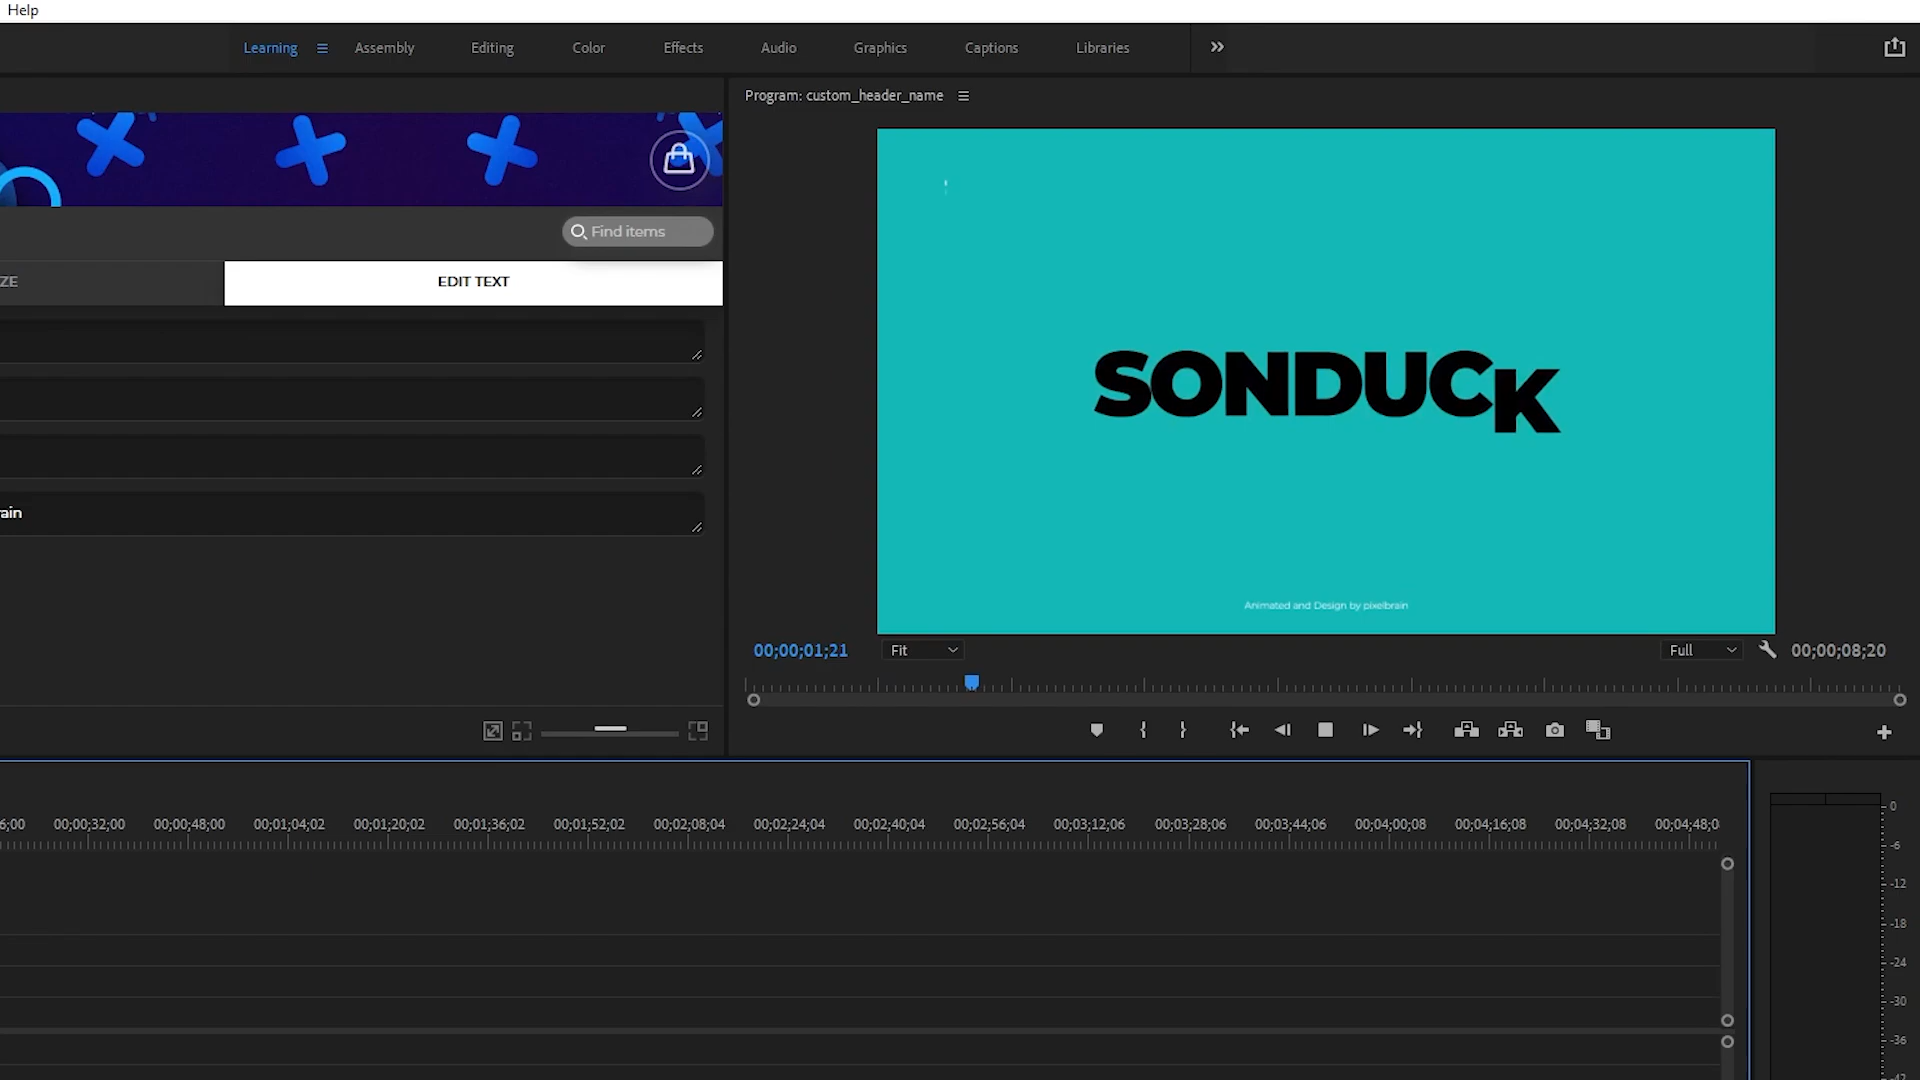 Help
Learning Assembly Editing Color Effects Audio Graphics Captions Libraries
Program: custom_header_name
Find items
ZE
EDIT TEXT
ain
SONDUCK
Animated and Design by pixelbrain
00;00;01;21 Fit Full 00;00;08;20
6;00 00;00;32;00 00;00;48;00 00;01;04;02 00;01;20;02 00;01;36;02 00;01;52;02 00;02;08;04 00;02;24;04 00;02;40;04 00;02;56;04 00;03;12;06 00;03;28;06 00;03;44;06 00;04;00;08 00;04;16;08 00;04;32;08 00;04;48;0
0
-6
-12
-18
-24
-30
-36
-42